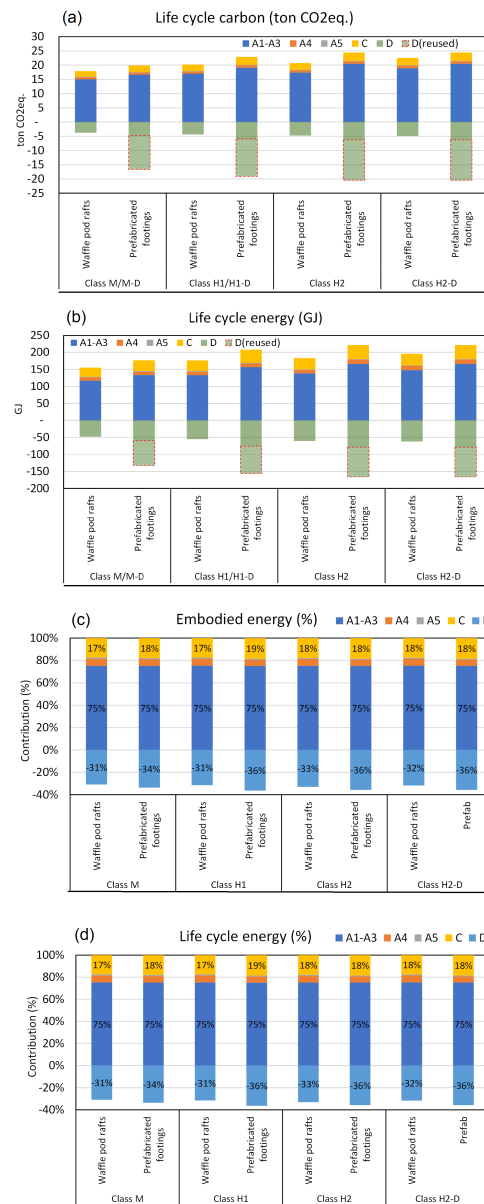 (a) Life cycle carbon (ton CO2eq.)
A1-A3 A4 A5 C D D(reused)
ton CO2eq.
30
25
20
15
10
5
-
-5
-10
-15
-20
-25
Waffle pod rafts
Prefabricated footings
Waffle pod rafts
Prefabricated footings
Waffle pod rafts
Prefabricated footings
Waffle pod rafts
Prefabricated footings
Class M/M-D Class H1/H1-D Class H2 Class H2-D
(b) Life cycle energy (GJ)
A1-A3 A4 A5 C D D(reused)
GJ
250
200
150
100
50
-
-50
-100
-150
-200
Waffle pod rafts
Prefabricated footings
Waffle pod rafts
Prefabricated footings
Waffle pod rafts
Prefabricated footings
Waffle pod rafts
Prefabricated footings
Class M/M-D Class H1/H1-D Class H2 Class H2-D
(c) Embodied energy (%)
A1-A3 A4 A5 C
Contribution (%)
100%
80%
60%
40%
20%
0%
-20%
-40%
17% 18% 17% 19% 18% 18% 18% 18%
75% 75% 75% 75% 75% 75% 75% 75%
-31% -34% -31% -36% -33% -36% -32% -36%
Waffle pod rafts
Prefabricated footings
Waffle pod rafts
Prefabricated footings
Waffle pod rafts
Prefabricated footings
Waffle pod rafts
Prefab
Class M Class H1 Class H2 Class H2-D
(d) Life cycle energy (%)
A1-A3 A4 A5 C D
Contribution (%)
100%
80%
60%
40%
20%
0%
-20%
-40%
17% 18% 17% 19% 18% 18% 18% 18%
75% 75% 75% 75% 75% 75% 75% 75%
-31% -34% -31% -36% -33% -36% -32% -36%
Waffle pod rafts
Prefabricated footings
Waffle pod rafts
Prefabricated footings
Waffle pod rafts
Prefabricated footings
Waffle pod rafts
Prefab
Class M Class H1 Class H2 Class H2-D